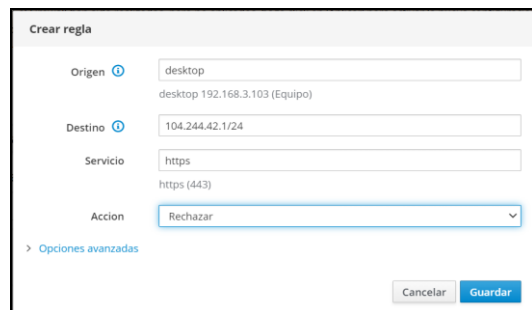 Crear regla
Origen
desktop
desktop 192.168.3.103 (Equipo)
Destino
104.244.42.1/24
Servicio
https
https (443)
Accion
Rechazar
Opciones avanzadas
Cancelar Guardar